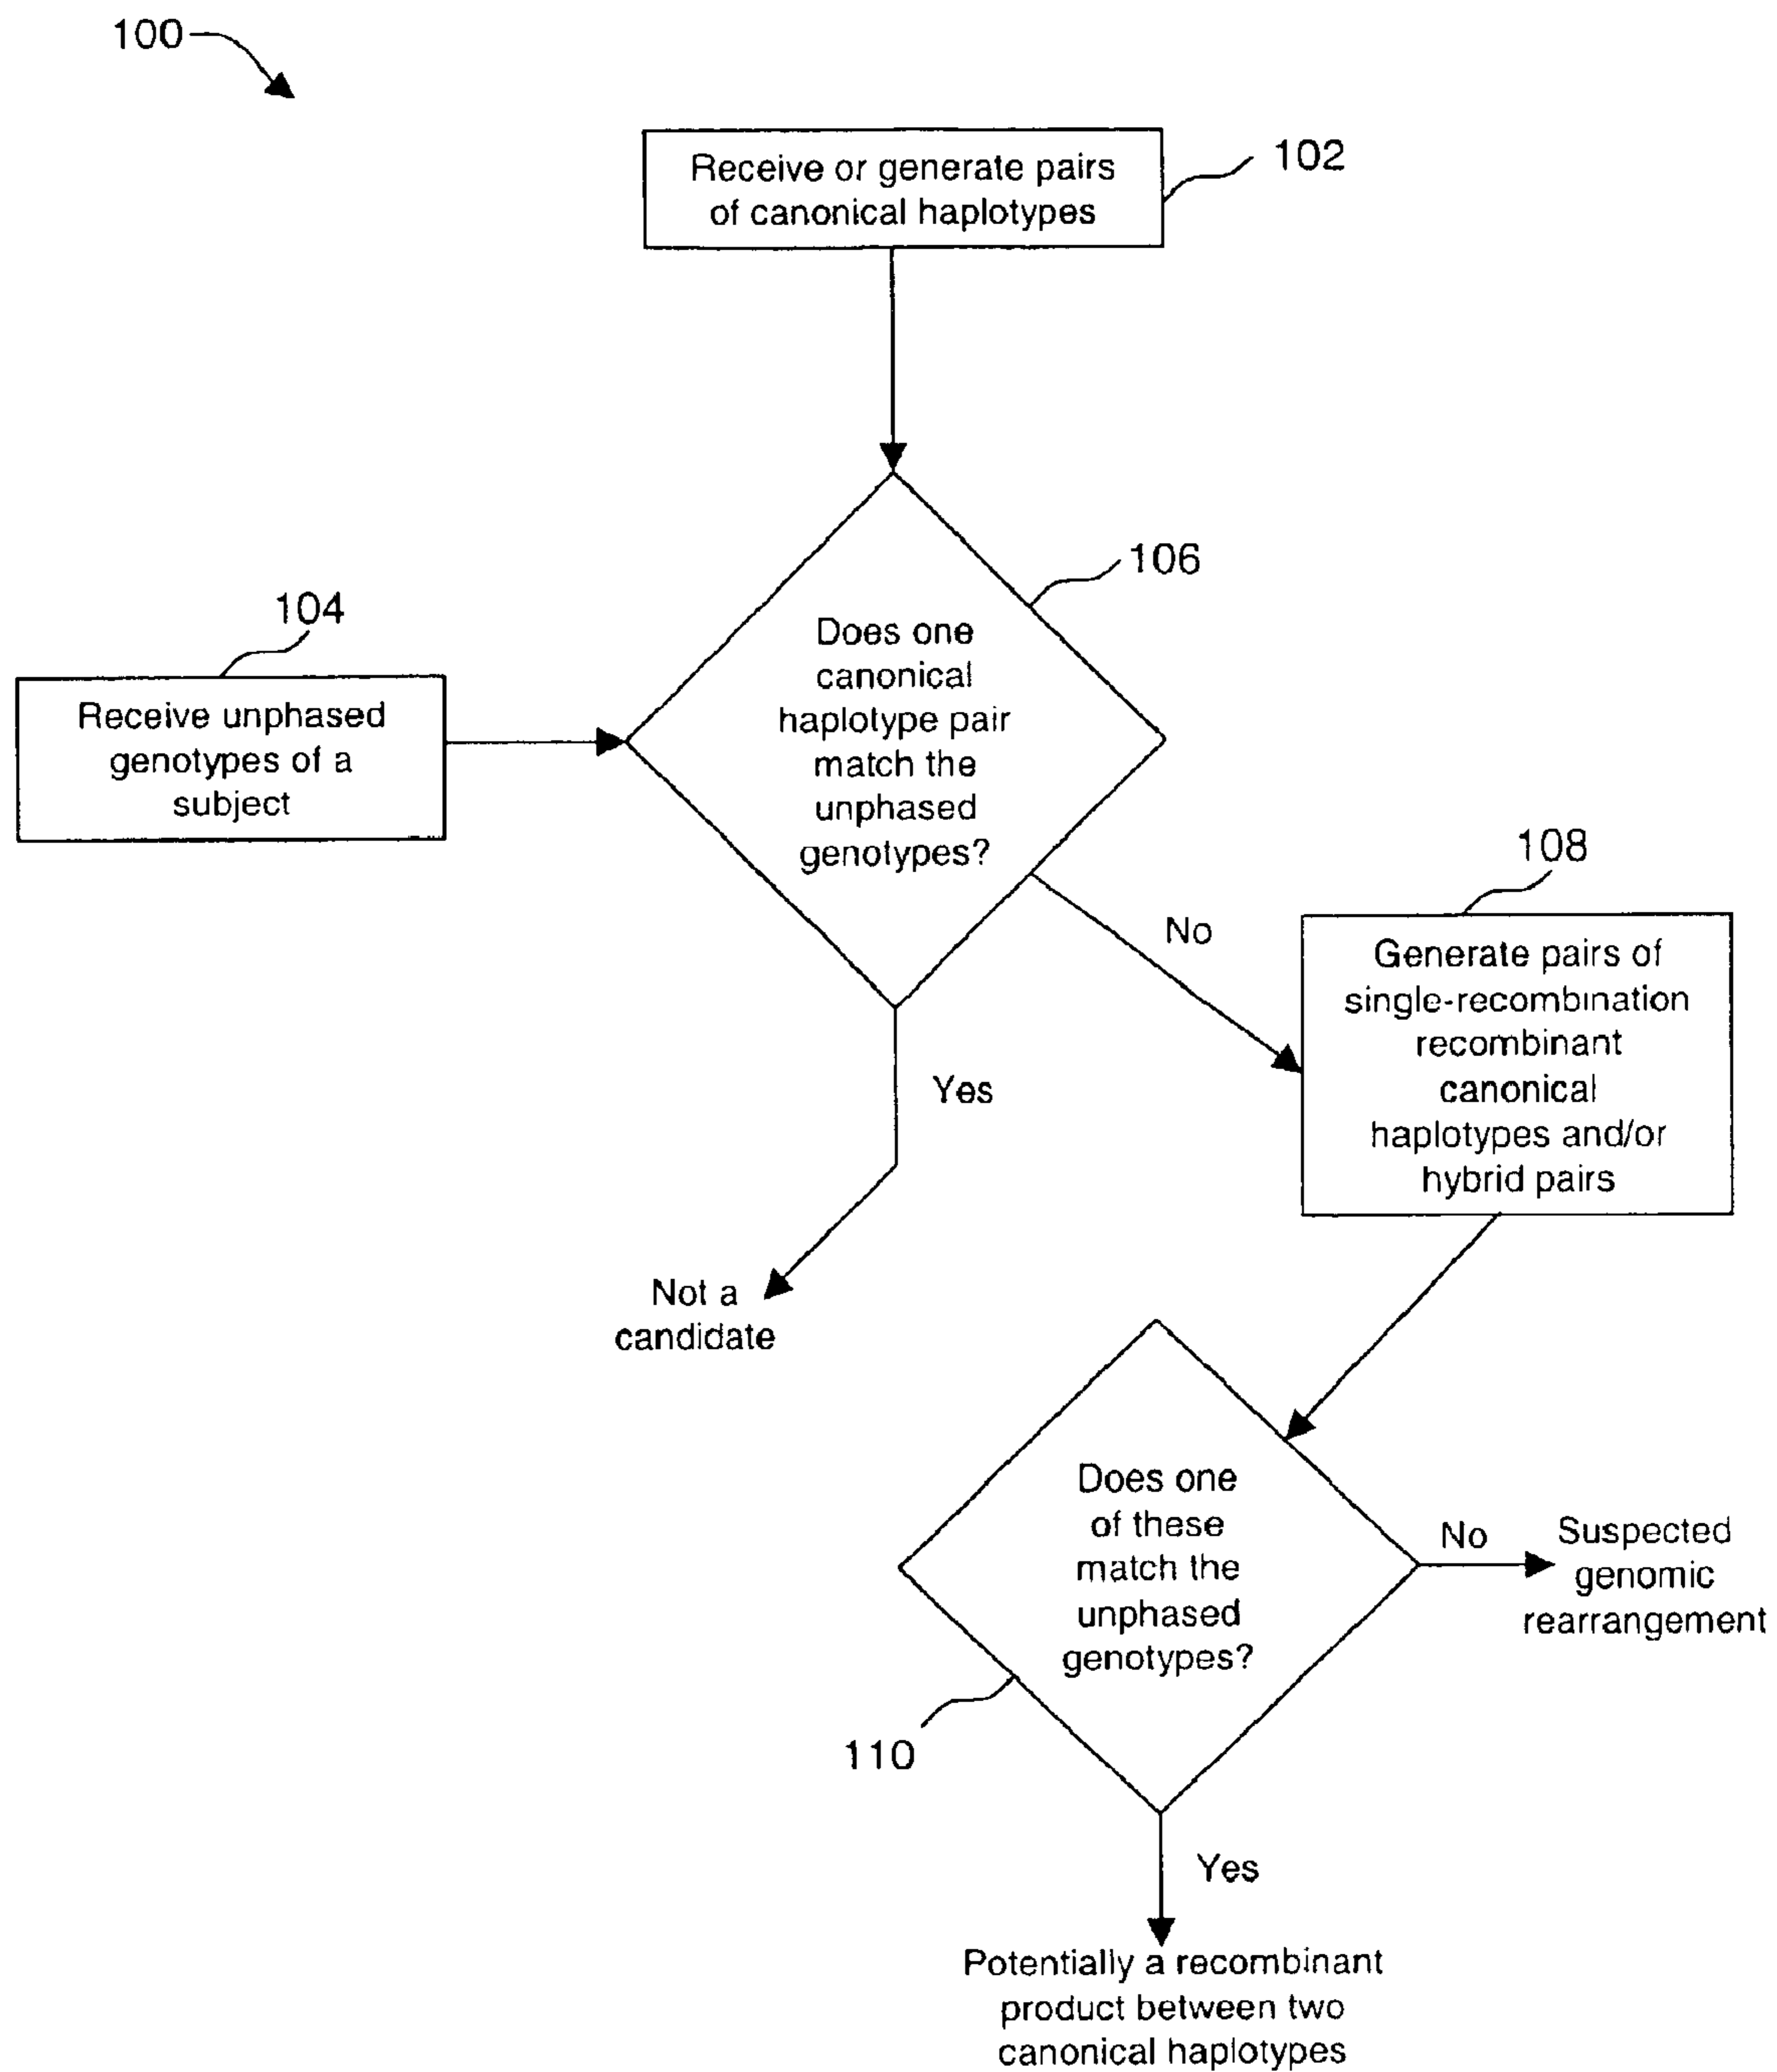 100
Receive or generate pairs
of canonical haplotypes
102
104
Receive unphased
genotypes of a
subject
106
Does one
canonical
haplotype pair
match the
unphased
genotypes?
No
108
Generate pairs of
single-recombination
recombinant
canonical
haplotypes and/or
hybrid pairs
Yes
Not a
candidate
Does one
of these
match the
unphased
genotypes?
No
Suspected
genomic
rearrangement
110
Yes
Potentially a recombinant
product between two
canonical haplotypes